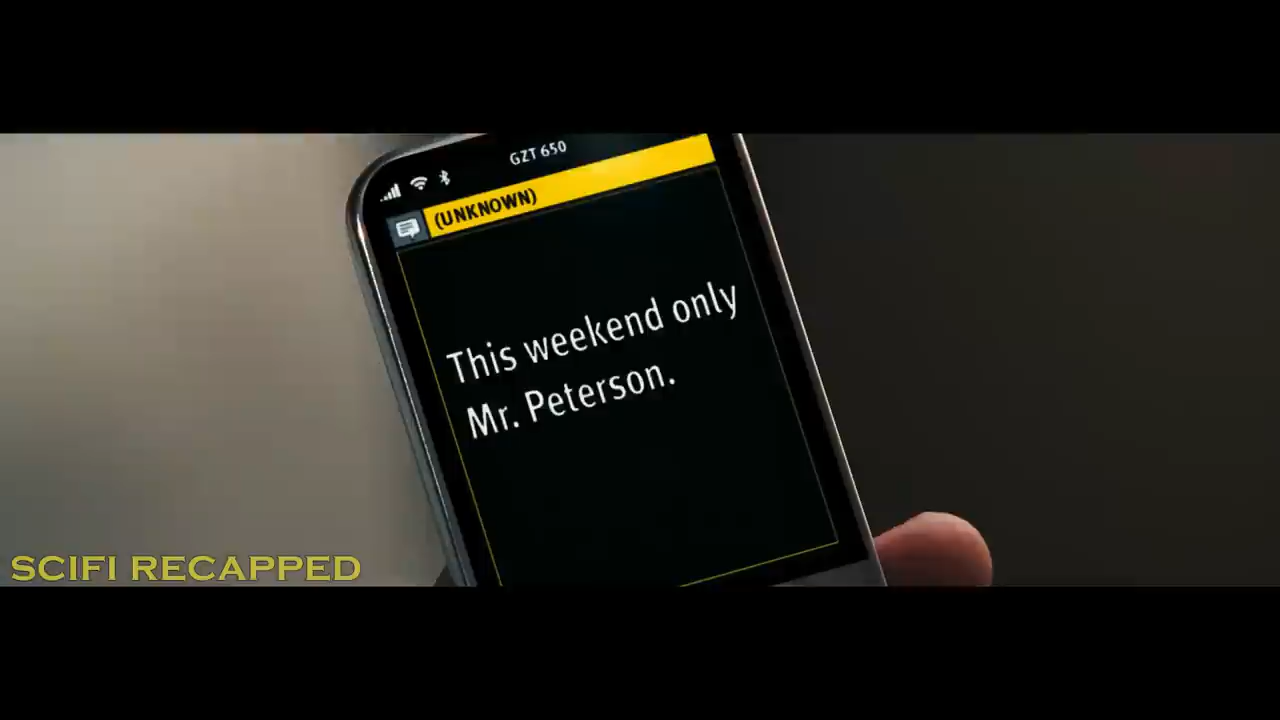 GZT 650
(UNKNOWN)
This weekend only
Mr. Peterson.
SCIFI RECAPPED